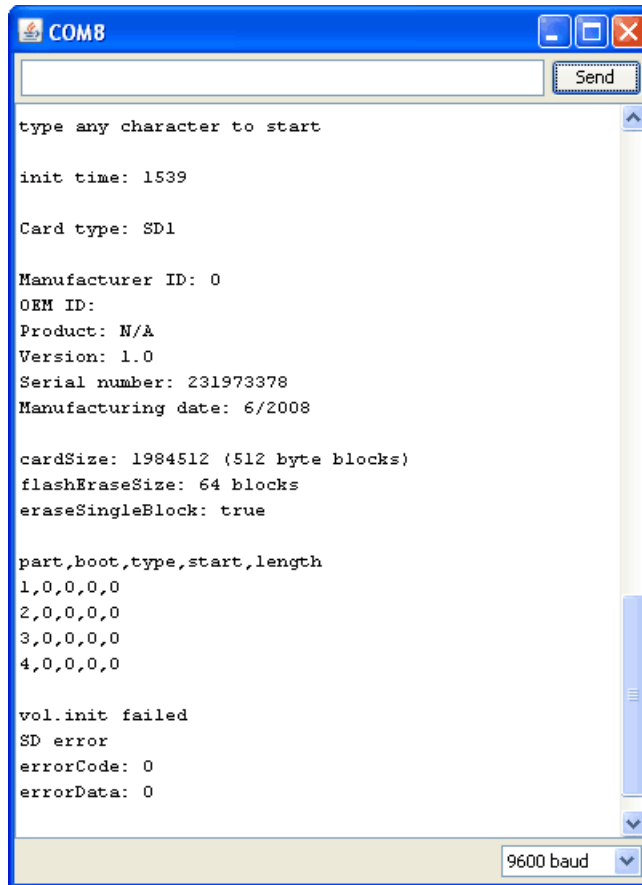 COM8
Send
type any character to start
init time: 1539
Card type: SD1
Manufacturer ID: 0
OEM ID:
Product: N/A
Version: 1.0
Serial number: 231973378
Manufacturing date: 6/2008
cardSize: 1984512 (512 byte blocks)
flashEraseSize: 64 blocks
eraseSingleBlock: true
part,boot,type,start,length
1,0,0,0,0
2,0,0,0,0
3,0,0,0,0
4,0,0,0,0
vol.init failed
SD error
errorCode: 0
errorData: 0
9600 baud